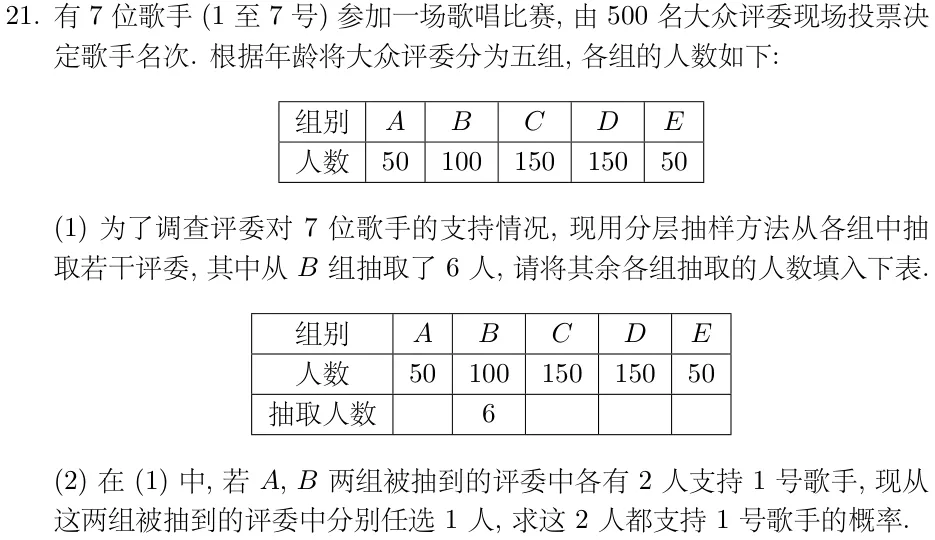 21. 有 7 位歌手 (1 至 7 号) 参加一场歌唱比赛, 由 500 名大众评委现场投票决
定歌手名次. 根据年龄将大众评委分为五组, 各组的人数如下:
组别 A B C D E
人数 50 100 150 150 50
(1) 为了调查评委对 7 位歌手的支持情况, 现用分层抽样方法从各组中抽
取若干评委, 其中从 B 组抽取了 6 人, 请将其余各组抽取的人数填入下表.
组别 A B C D E
人数 50 100 150 150 50
抽取人数 6
(2) 在 (1) 中, 若 A, B 两组被抽到的评委中各有 2 人支持 1 号歌手, 现从
这两组被抽到的评委中分别任选 1 人, 求这 2 人都支持 1 号歌手的概率.